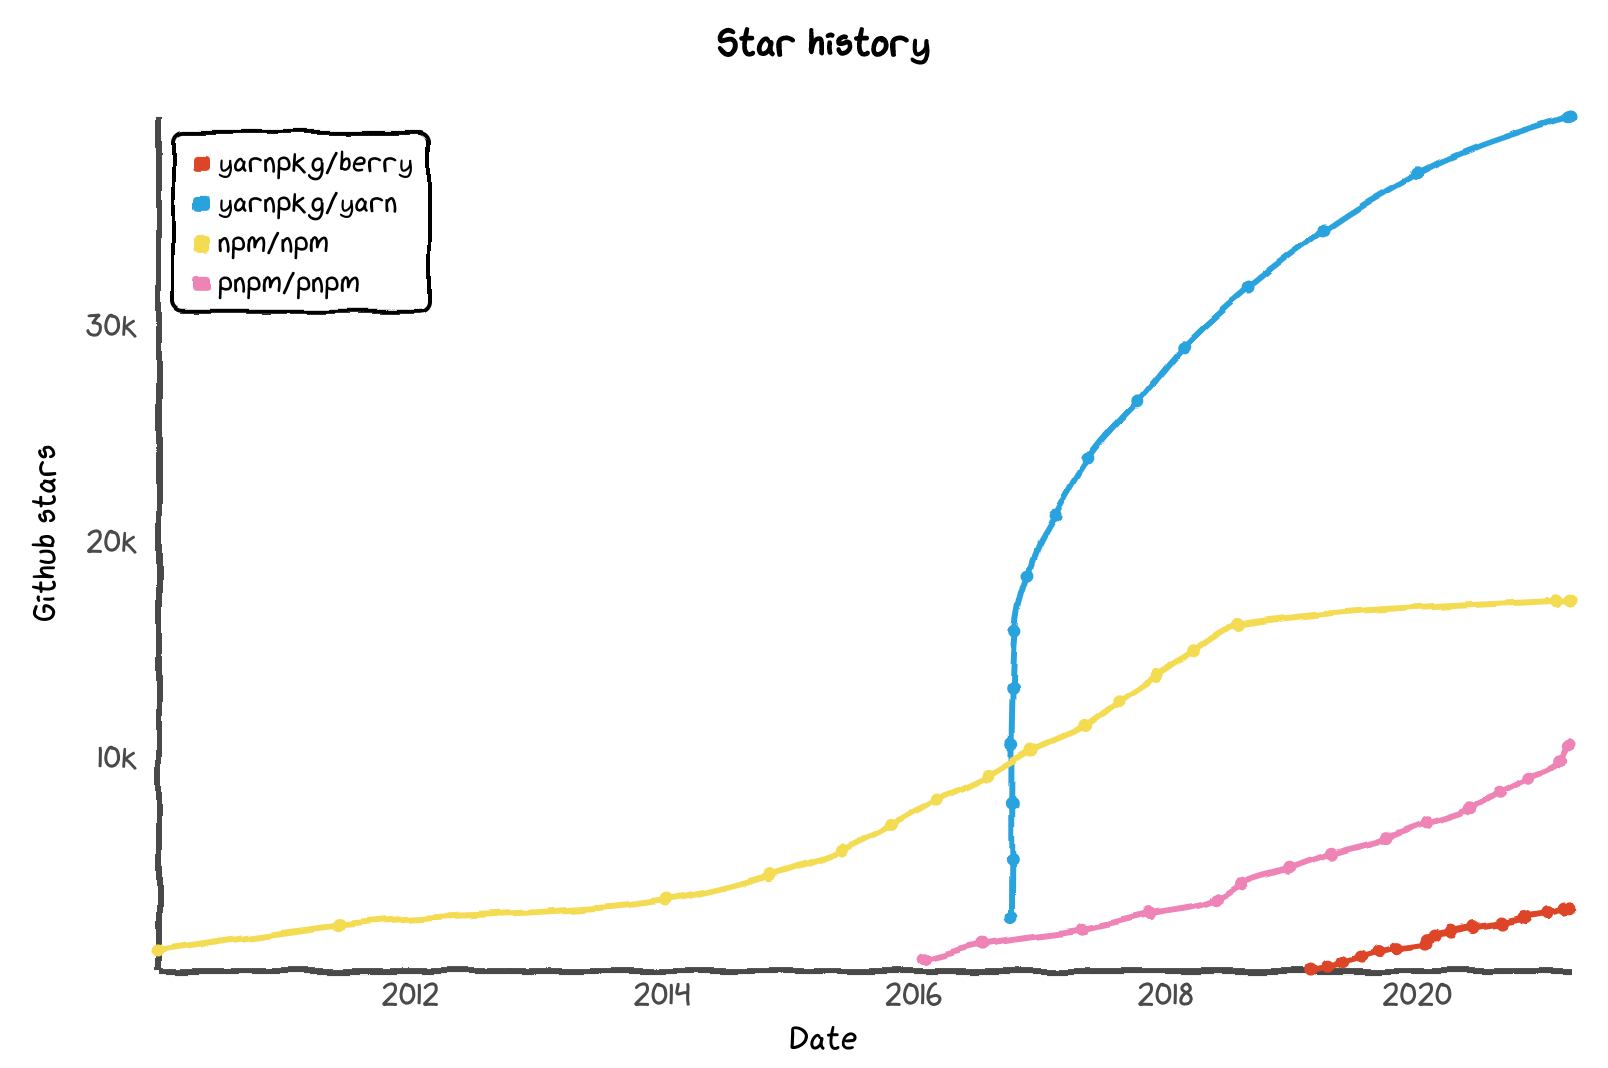 Star history
yarnpkg/berry
yarnpkg/yarn
npm/npm
pnpm/pnpm
30k
20k
10k
Github stars
2012 2014 2016 2018 2020
Date